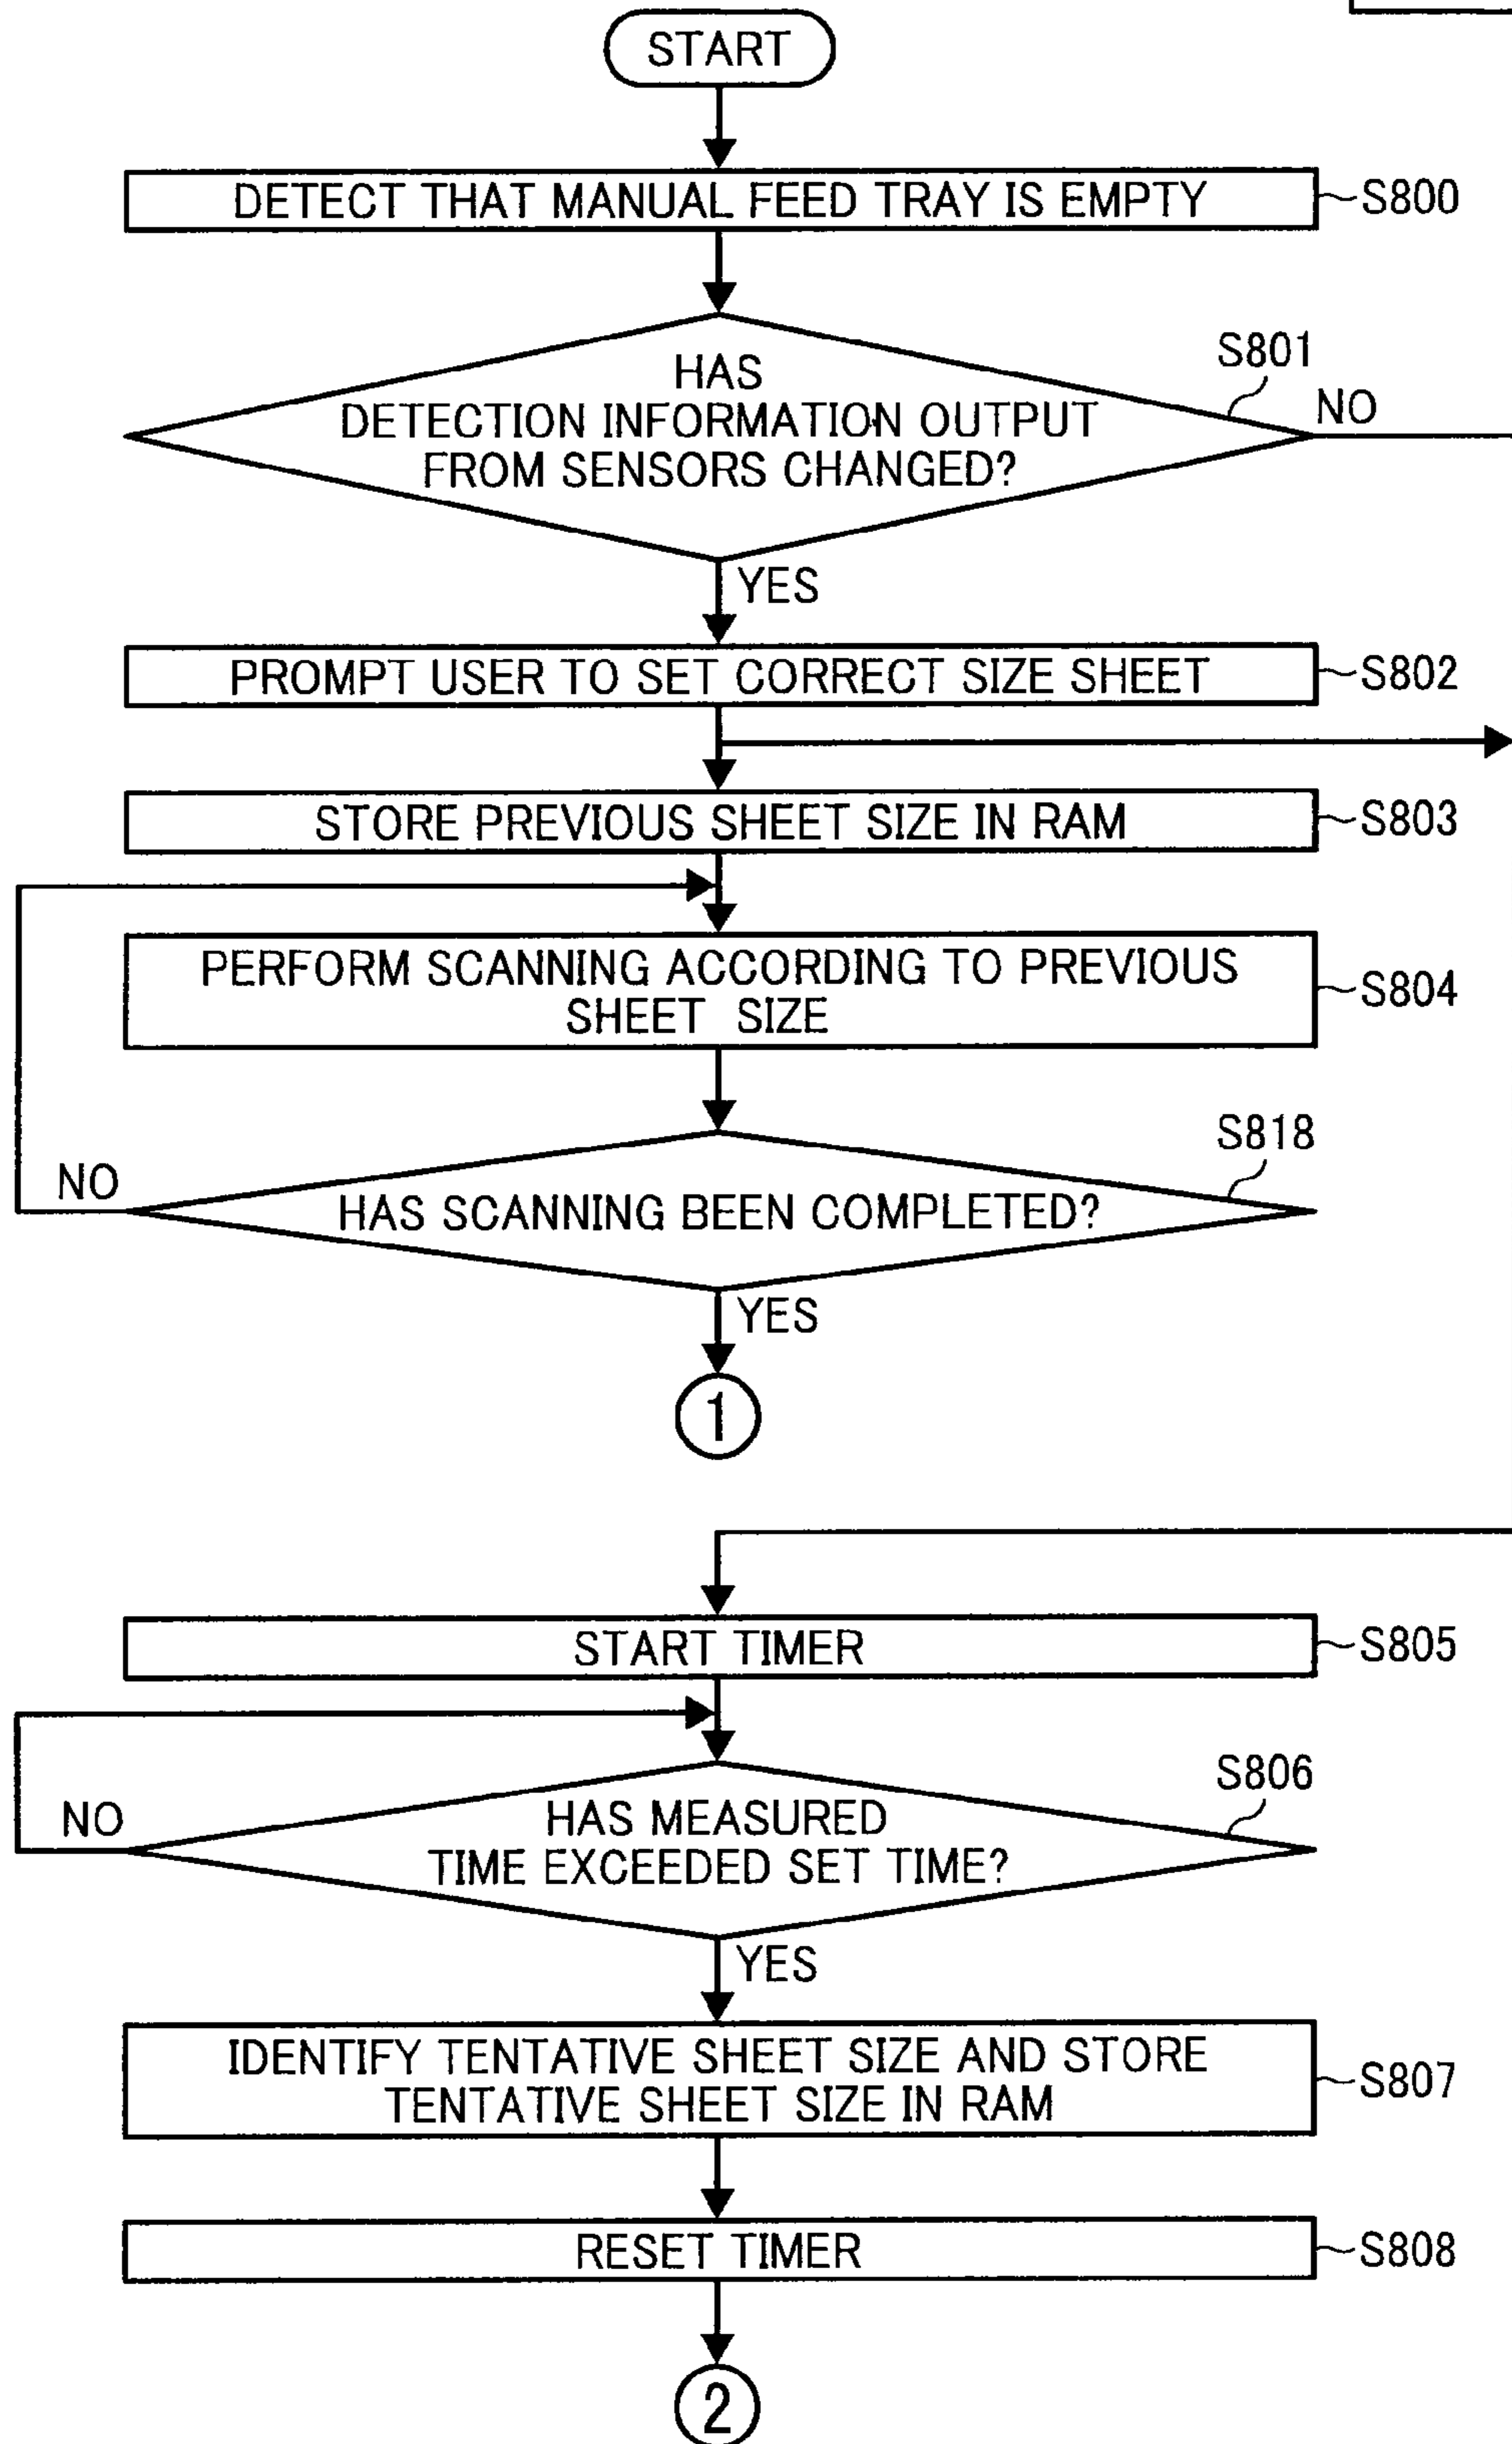 START
DETECT THAT MANUAL FEED TRAY IS EMPTY
S800
HAS
DETECTION INFORMATION OUTPUT
FROM SENSORS CHANGED?
S801
NO
YES
PROMPT USER TO SET CORRECT SIZE SHEET
S802
STORE PREVIOUS SHEET SIZE IN RAM
S803
PERFORM SCANNING ACCORDING TO PREVIOUS
SHEET SIZE
S804
S818
NO
HAS SCANNING BEEN COMPLETED?
YES
1
START TIMER
S805
S806
NO
HAS MEASURED
TIME EXCEEDED SET TIME?
YES
IDENTIFY TENTATIVE SHEET SIZE AND STORE
TENTATIVE SHEET SIZE IN RAM
S807
RESET TIMER
S808
2